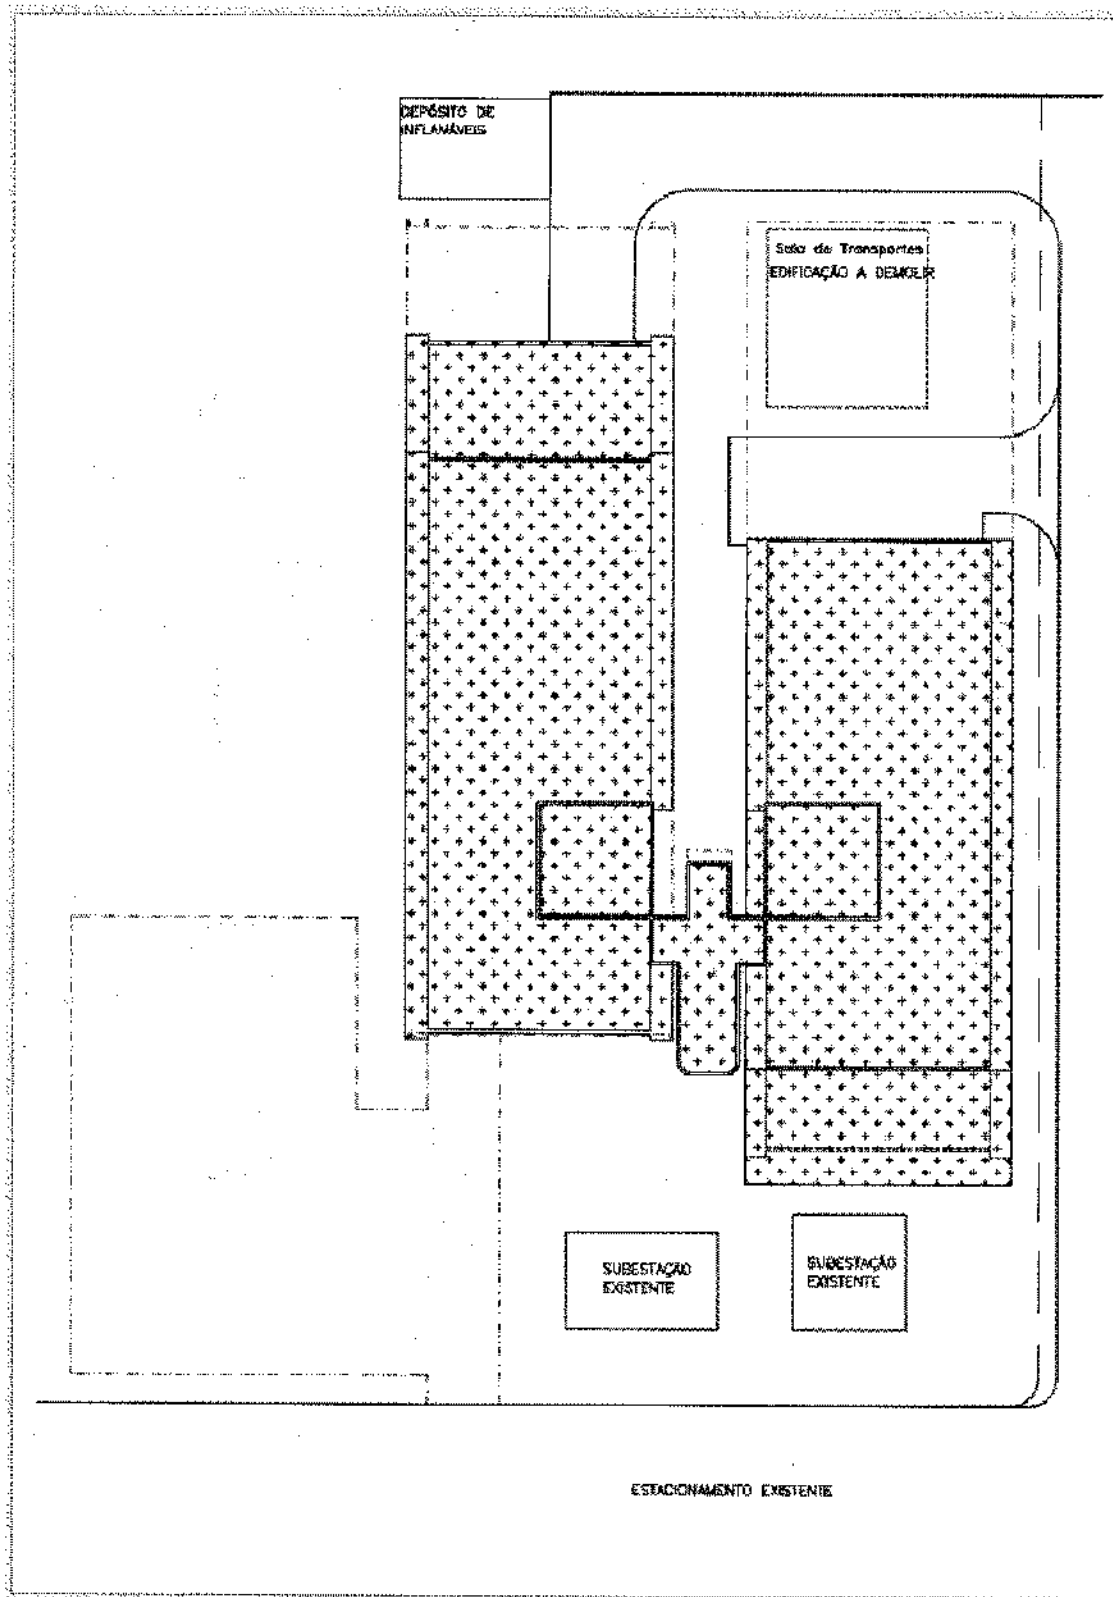 DEPÓSITO DE
INFLAMÁVEIS
Sala de Transportes
EDIFICAÇÃO A DEMOLIR
SUBESTAÇÃO
EXISTENTE
SUBESTAÇÃO
EXISTENTE
ESTACIONAMENTO EXISTENTE